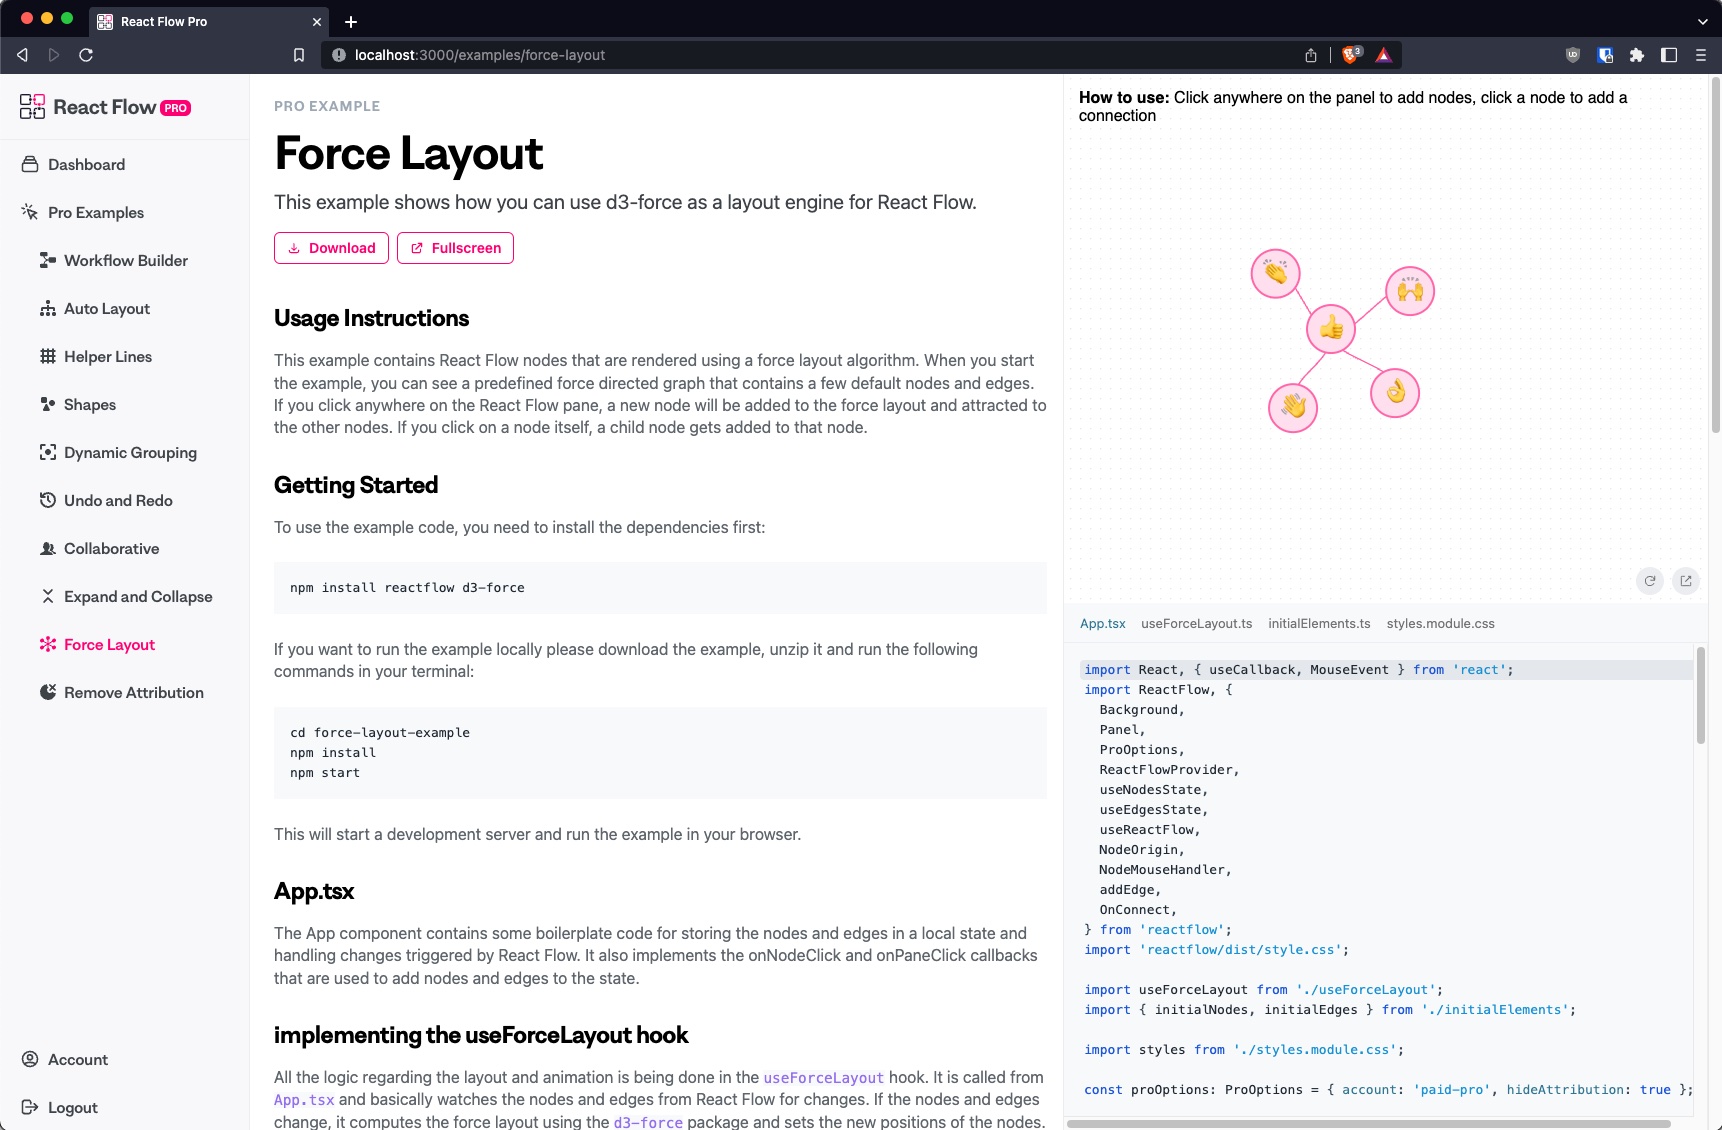 React Flow Pro
localhost:3000/examples/force-layout
3
React Flow PRO
Dashboard
Pro Examples
Workflow Builder
Auto Layout
Helper Lines
Shapes
Dynamic Grouping
Undo and Redo
Collaborative
Expand and Collapse
Force Layout
Remove Attribution
Account
Logout
PRO EXAMPLE
Force Layout
This example shows how you can use d3-force as a layout engine for React Flow.
Download
Fullscreen
Usage Instructions
This example contains React Flow nodes that are rendered using a force layout algorithm. When you start
the example, you can see a predefined force directed graph that contains a few default nodes and edges.
If you click anywhere on the React Flow pane, a new node will be added to the force layout and attracted to
the other nodes. If you click on a node itself, a child node gets added to that node.
Getting Started
To use the example code, you need to install the dependencies first:
npm install reactflow d3-force
If you want to run the example locally please download the example, unzip it and run the following
commands in your terminal:
cd force-layout-example
npm install
npm start
This will start a development server and run the example in your browser.
App.tsx
The App component contains some boilerplate code for storing the nodes and edges in a local state and
handling changes triggered by React Flow. It also implements the onNodeClick and onPaneClick callbacks
that are used to add nodes and edges to the state.
implementing the useForceLayout hook
All the logic regarding the layout and animation is being done in the useForceLayout hook. It is called from
App.tsx and basically watches the nodes and edges from React Flow for changes. If the nodes and edges
change, it computes the force layout using the d3-force package and sets the new positions of the nodes.
How to use: Click anywhere on the panel to add nodes, click a node to add a
connection
App.tsx useForceLayout.ts initialElements.ts styles.module.css
import React, { useCallback, MouseEvent } from 'react';
import ReactFlow, {
Background,
Panel,
ProOptions,
ReactFlowProvider,
useNodesState,
useEdgesState,
useReactFlow,
NodeOrigin,
NodeMouseHandler,
addEdge,
OnConnect,
} from 'reactflow';
import 'reactflow/dist/style.css';
import useForceLayout from './useForceLayout';
import { initialNodes, initialEdges } from './initialElements';
import styles from './styles.module.css';
const proOptions: ProOptions = { account: 'paid-pro', hideAttribution: true };